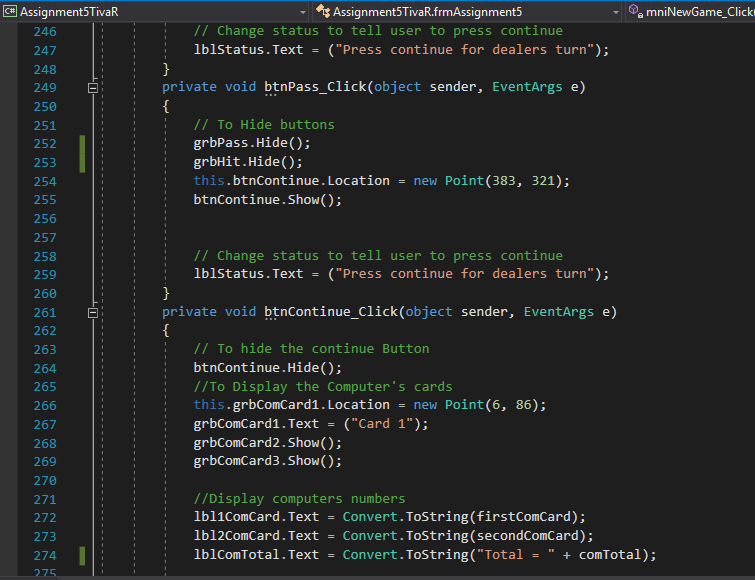 C# Assignment5TivaR Assignment5TivaR.frmAssignment5 mniNewGame_Click(
246 // Change status to tell user to press continue
247 lblStatus.Text = ("Press continue for dealers turn");
248 }
249 private void btnPass_Click(object sender, EventArgs e)
250 {
251 // To Hide buttons
252 grbPass.Hide();
253 grbHit.Hide();
254 this.btnContinue.Location = new Point(383, 321);
255 btnContinue.Show();
256
257
258 // Change status to tell user to press continue
259 lblStatus.Text = ("Press continue for dealers turn");
260 }
261 private void btnContinue_Click(object sender, EventArgs e)
262 {
263 // To hide the continue Button
264 btnContinue.Hide();
265 //To Display the Computer's cards
266 this.grbComCard1.Location = new Point(6, 86);
267 grbComCard1.Text = ("Card 1");
268 grbComCard2.Show();
269 grbComCard3.Show();
270
271 //Display computers numbers
272 lbl1ComCard.Text = Convert.ToString(firstComCard);
273 lbl2ComCard.Text = Convert.ToString(secondComCard);
274 lblComTotal.Text = Convert.ToString("Total = " + comTotal);
275